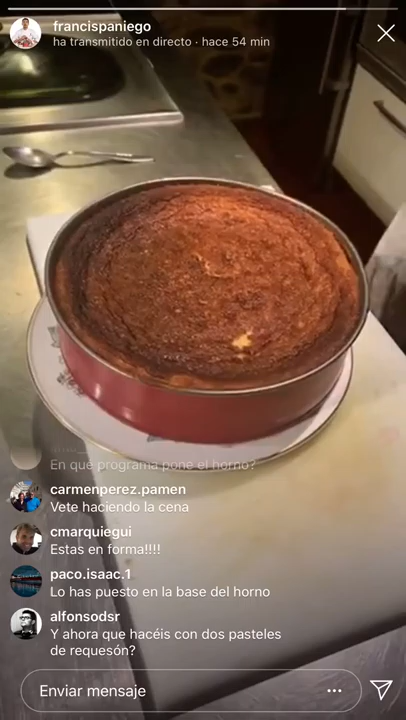 francispaniego
ha transmitido en directo · hace 54 min
En que programa pone el horno?
carmenperez.pamen
Vete haciendo la cena
cmarquiegui
Estas en forma!!!!
paco.isaac.1
Lo has puesto en la base del horno
alfonsodsr
Y ahora que hacéis con dos pasteles
de requesón?
Enviar mensaje